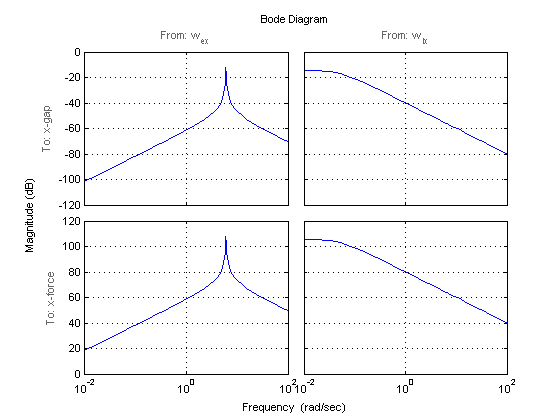 Bode Diagram
From: w_ex
From: w_tx
To: x-gap
0
-20
-40
-60
-80
-100
-120
Magnitude (dB)
To: x-force
120
100
80
60
40
20
0
10^-2
10^0
10^2
10^-2
10^0
10^2
Frequency (rad/sec)